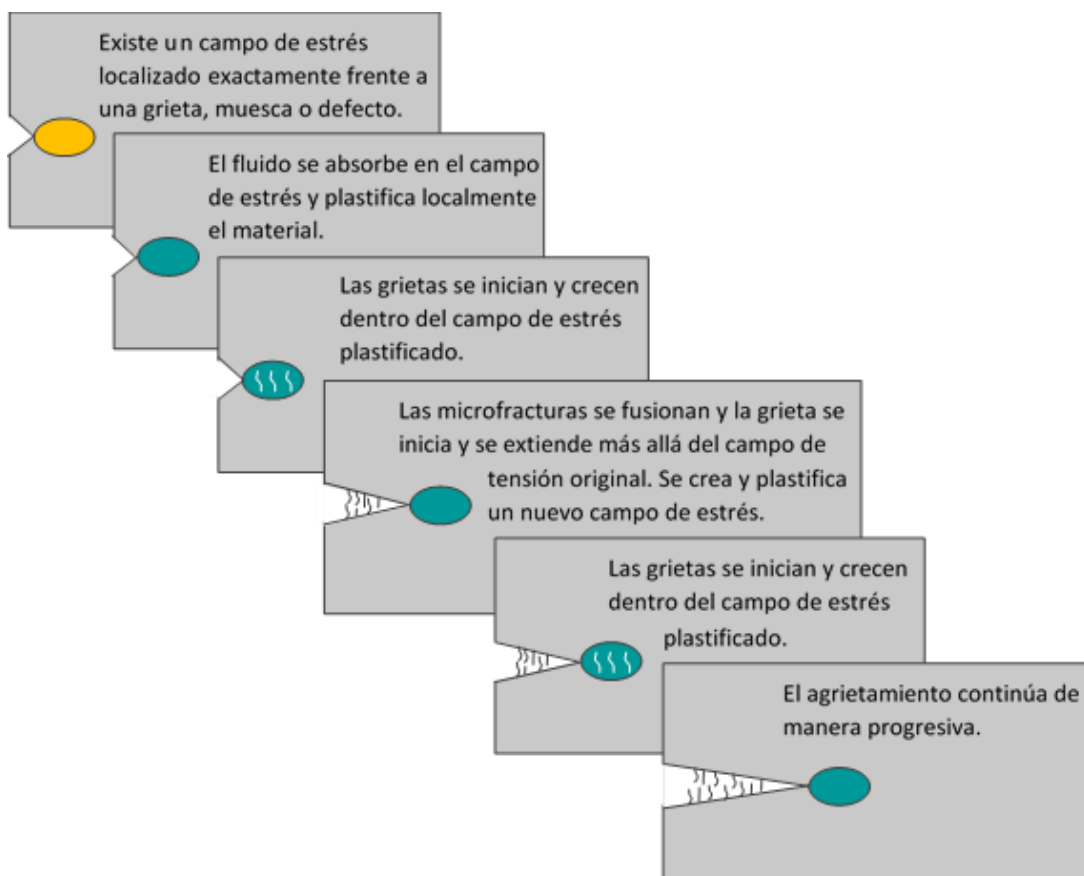 Existe un campo de estrés
localizado exactamente frente a
una grieta, muesca o defecto.
El fluido se absorbe en el campo
de estrés y plastifica localmente
el material.
Las grietas se inician y crecen
dentro del campo de estrés
plastificado.
Las microfracturas se fusionan y la grieta se
inicia y se extiende más allá del campo de
tensión original. Se crea y plastifica
un nuevo campo de estrés.
Las grietas se inician y crecen
dentro del campo de estrés
plastificado.
El agrietamiento continúa de
manera progresiva.